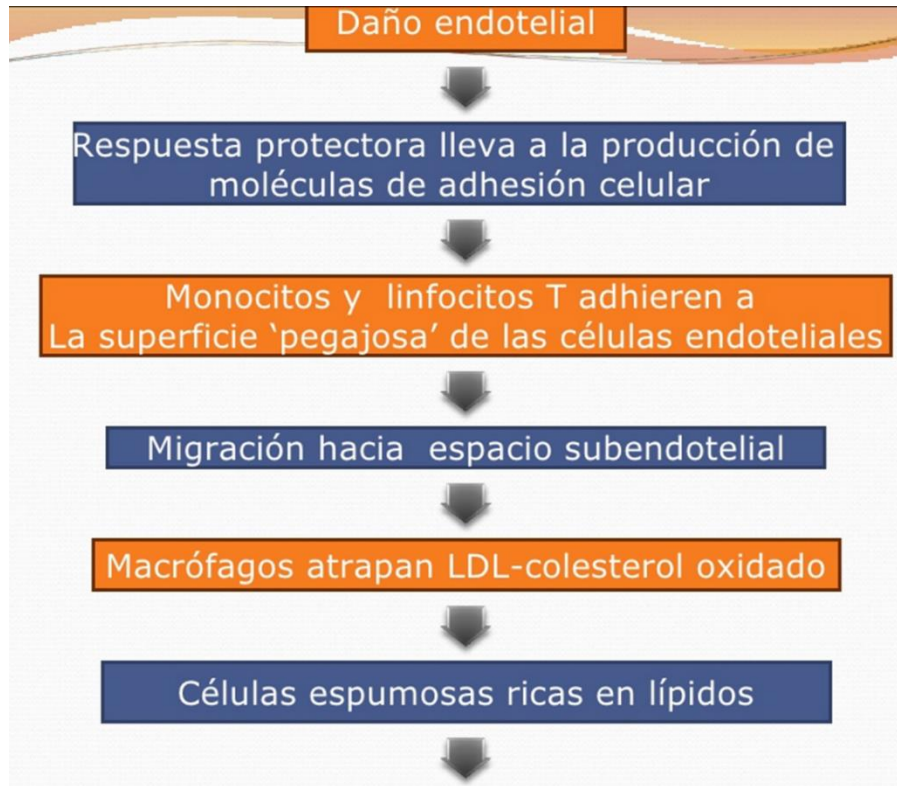 Daño endotelial
Respuesta protectora lleva a la producción de
moléculas de adhesión celular
Monocitos y linfocitos T adhieren a
La superficie ‘pegajosa’ de las células endoteliales
Migración hacia espacio subendotelial
Macrófagos atrapan LDL-colesterol oxidado
Células espumosas ricas en lípidos